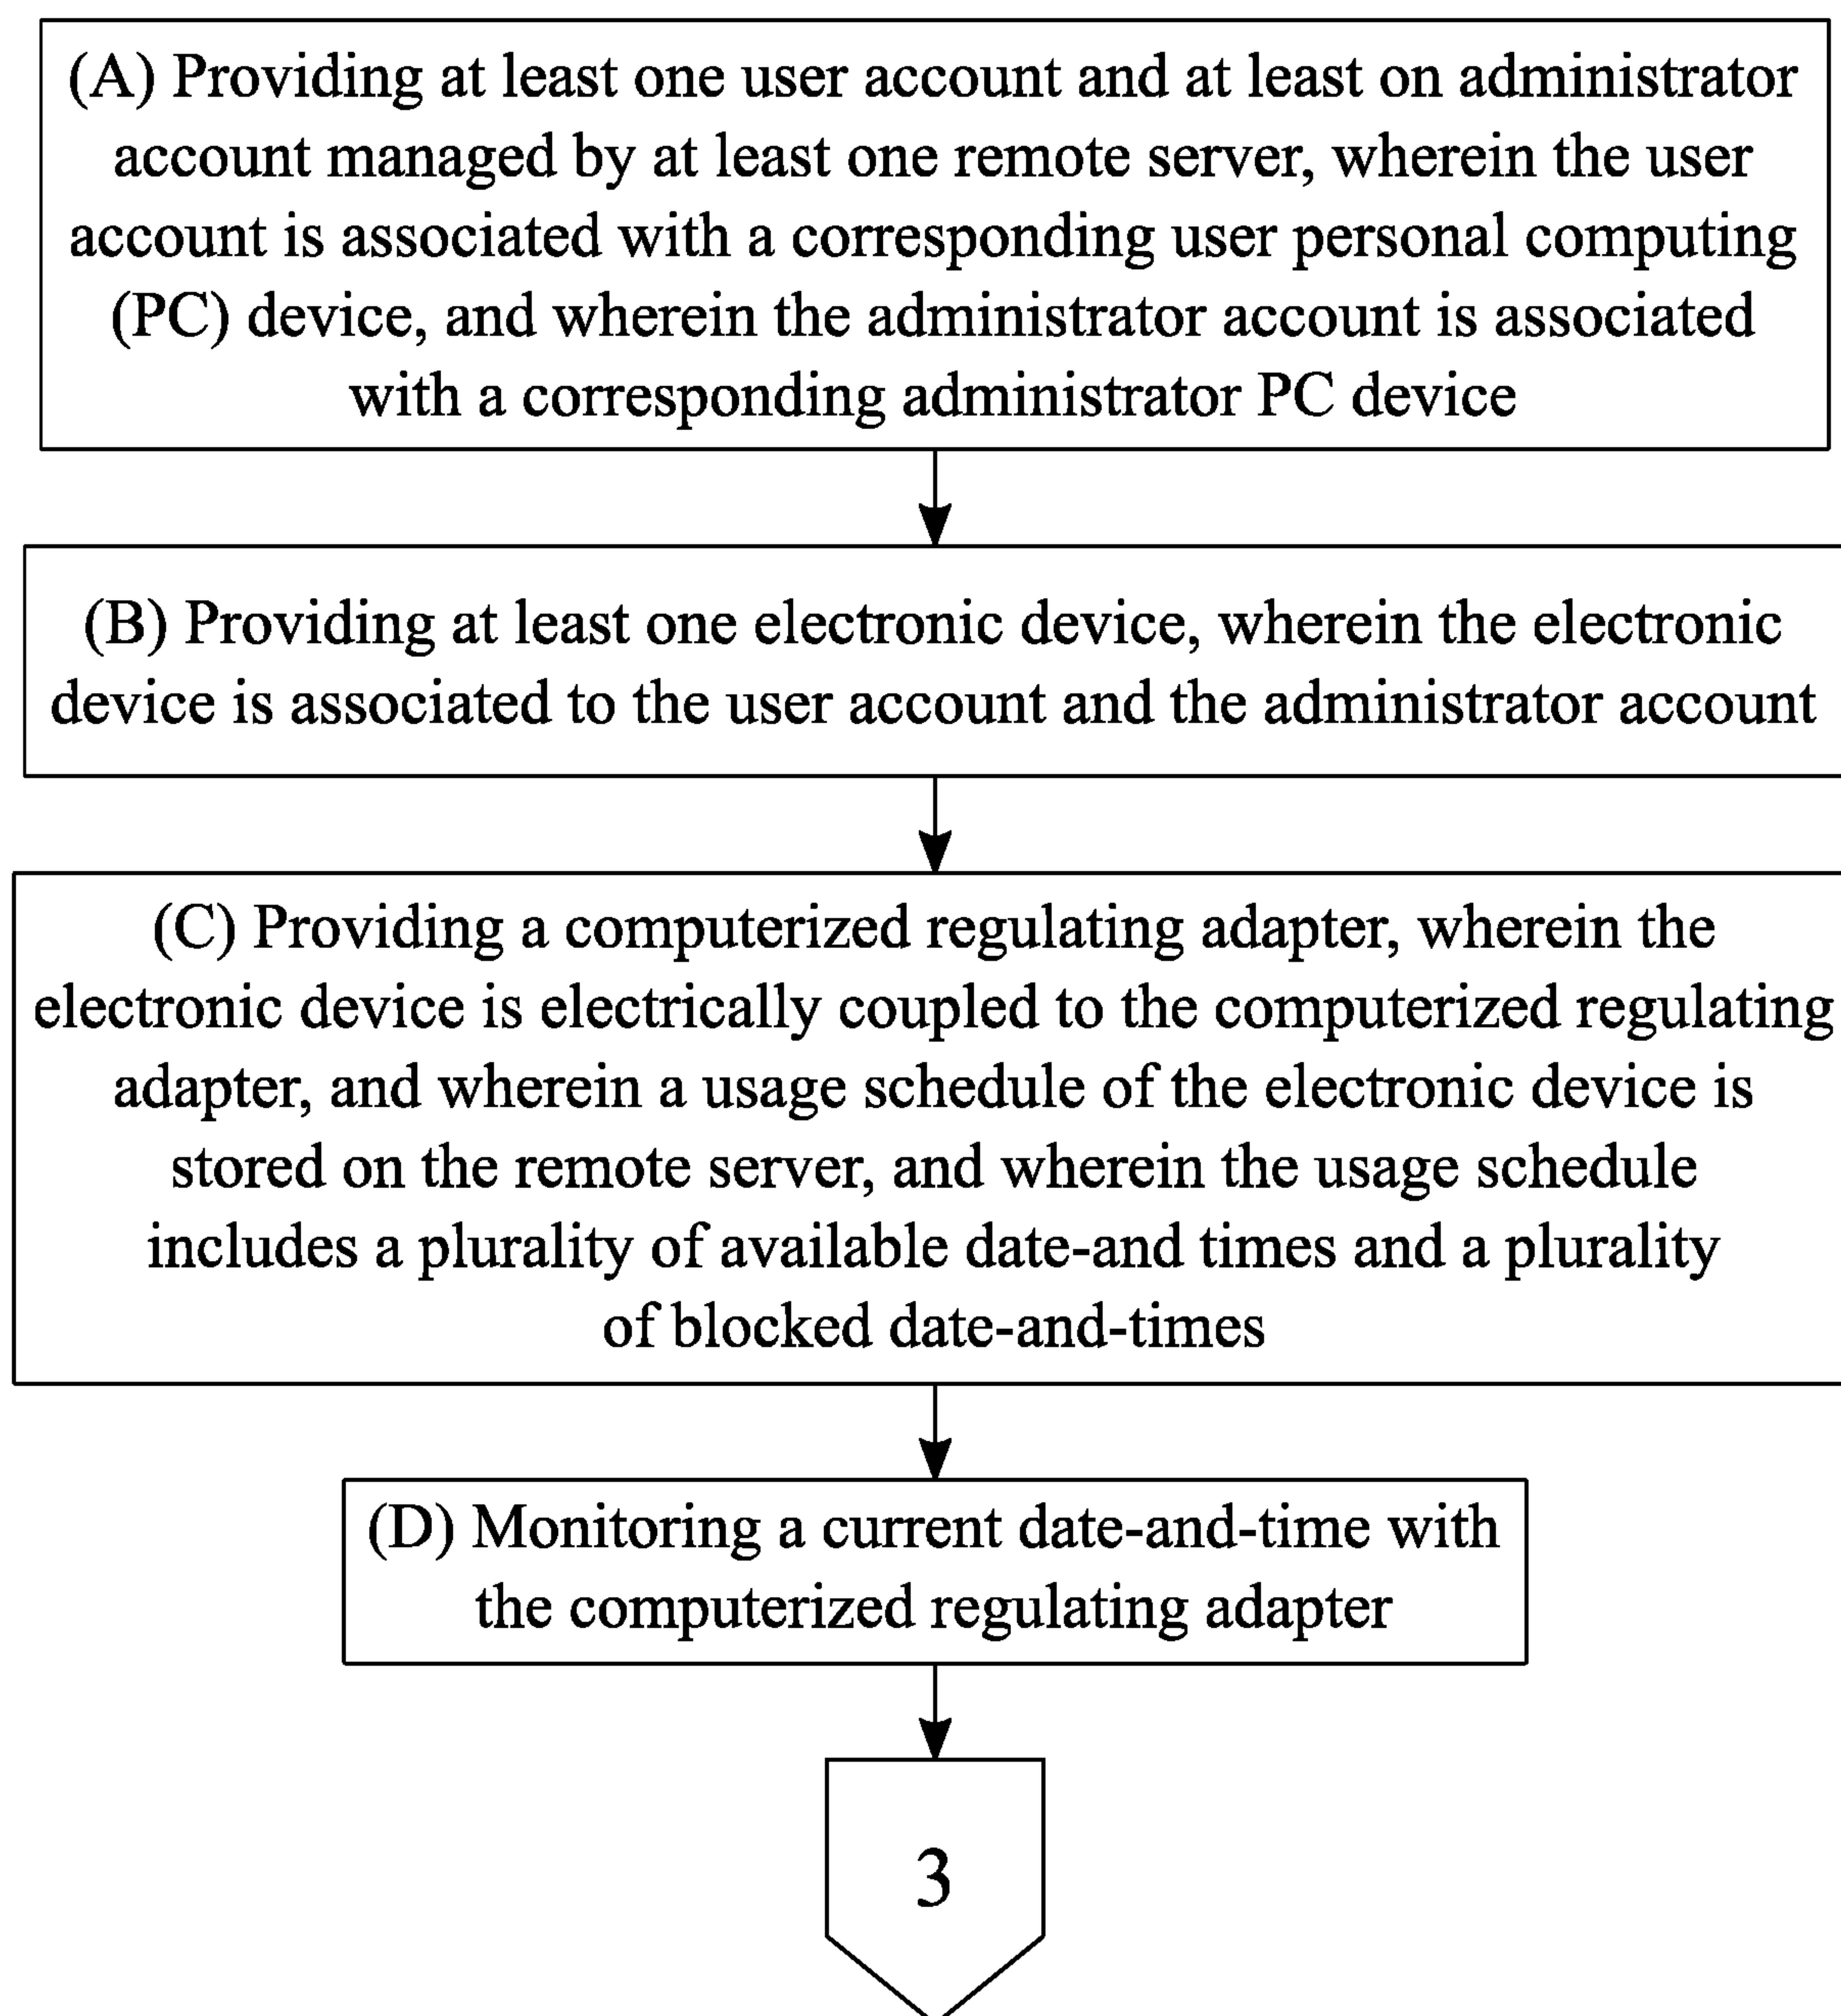 (A) Providing at least one user account and at least on administrator
account managed by at least one remote server, wherein the user
account is associated with a corresponding user personal computing
(PC) device, and wherein the administrator account is associated
with a corresponding administrator PC device
(B) Providing at least one electronic device, wherein the electronic
device is associated to the user account and the administrator account
(C) Providing a computerized regulating adapter, wherein the
electronic device is electrically coupled to the computerized regulating
adapter, and wherein a usage schedule of the electronic device is
stored on the remote server, and wherein the usage schedule
includes a plurality of available date-and times and a plurality
of blocked date-and-times
(D) Monitoring a current date-and-time with
the computerized regulating adapter
3